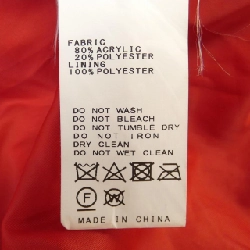 FABRIC
80% ACRYLIC
20% POLYESTER
LINING
100% POLYESTER
DO NOT WASH
DO NOT BLEACH
DO NOT TUMBLE DRY
DO NOT IRON
DRY CLEAN
DO NOT WET CLEAN
F W
MADE IN CHINA